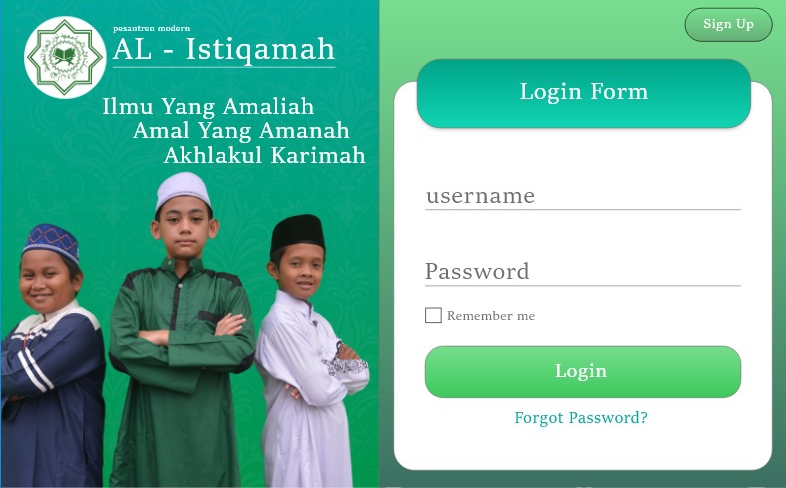 pesantren modern
AL - Istiqamah
Ilmu Yang Amaliah
Amal Yang Amanah
Akhlakul Karimah
Sign Up
Login Form
username
Password
Remember me
Login
Forgot Password?